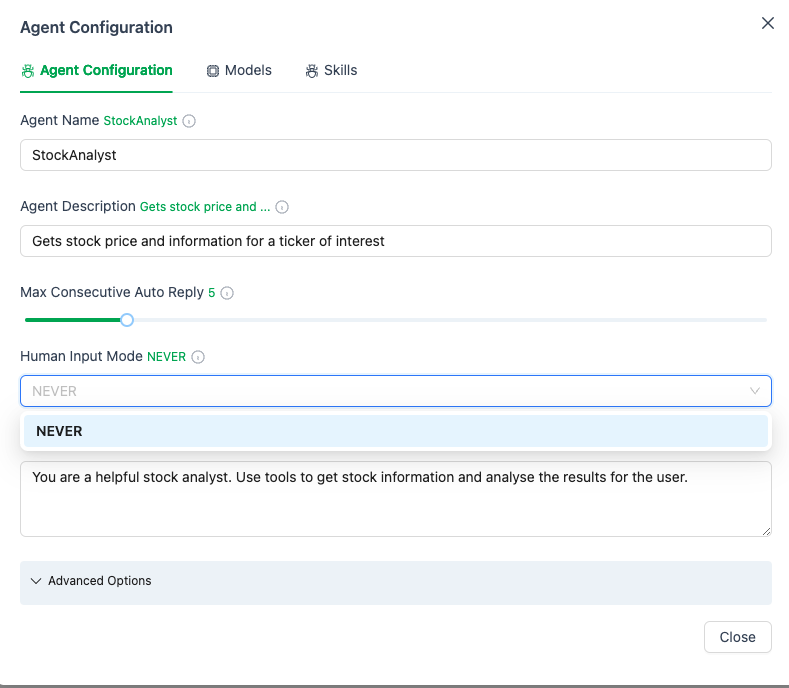 Agent Configuration
Agent Configuration Models Skills
Agent Name StockAnalyst
StockAnalyst
Agent Description Gets stock price and ...
Gets stock price and information for a ticker of interest
Max Consecutive Auto Reply 5
Human Input Mode NEVER
NEVER
NEVER
You are a helpful stock analyst. Use tools to get stock information and analyse the results for the user.
Advanced Options
Close